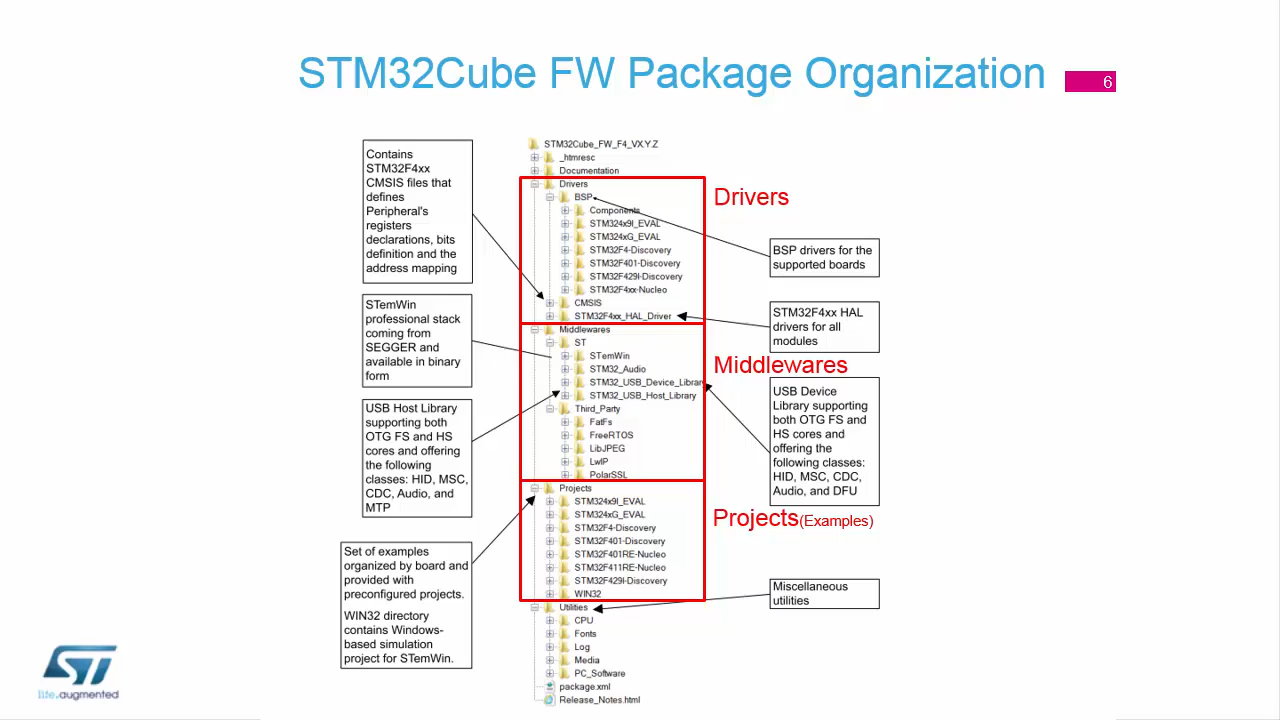 STM32Cube FW Package Organization
6
Contains
STM32F4xx
CMSIS files that
defines
Peripheral's
registers
declarations, bits
definition and the
address mapping
STemWin
professional stack
coming from
SEGGER and
available in binary
form
USB Host Library
supporting both
OTG FS and HS
cores and offering
the following
classes: HID, MSC,
CDC, Audio, and
MTP
Set of examples
organized by board and
provided with
preconfigured projects.
WIN32 directory
contains Windows-
based simulation
project for STemWin.
STM32Cube_FW_F4_VX.Y.Z
_htmresc
Documentation
Drivers
BSP
Components
STM324x9I_EVAL
STM324xG_EVAL
STM32F4-Discovery
STM32F401-Discovery
STM32F429I-Discovery
STM32F4xx-Nucleo
CMSIS
STM32F4xx_HAL_Driver
Middlewares
ST
STemWin
STM32_Audio
STM32_USB_Device_Library
STM32_USB_Host_Library
Third_Party
FatFs
FreeRTOS
LibJPEG
LwIP
PolarSSL
Projects
STM324x9I_EVAL
STM324xG_EVAL
STM32F4-Discovery
STM32F401-Discovery
STM32F401RE-Nucleo
STM32F411RE-Nucleo
STM32F429I-Discovery
WIN32
Utilities
CPU
Fonts
Log
Media
PC_Software
package.xml
Release_Notes.html
Drivers
BSP drivers for the
supported boards
STM32F4xx HAL
drivers for all
modules
Middlewares
USB Device
Library supporting
both OTG FS and
HS cores and
offering the
following classes:
HID, MSC, CDC,
Audio, and DFU
Projects(Examples)
Miscellaneous
utilities
ST
life.augmented